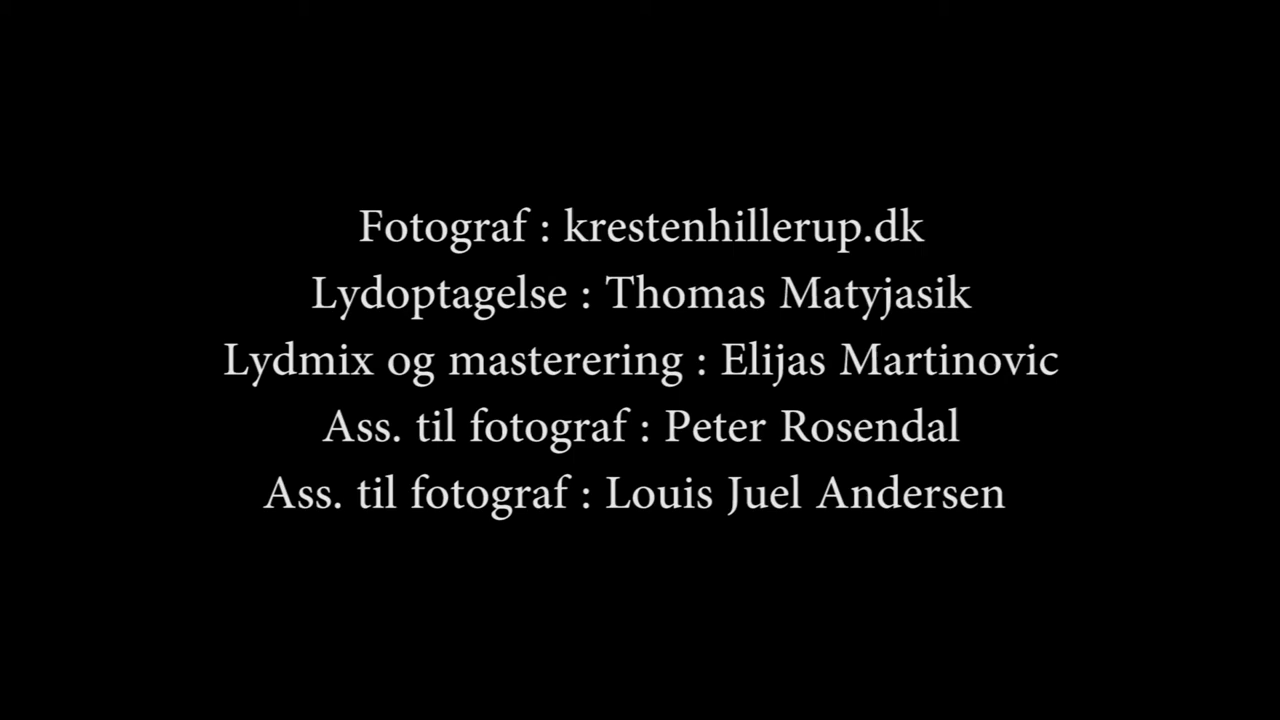 Fotograf : krestenhillerup.dk
Lydoptagelse : Thomas Matyjasik
Lydmix og masterering : Elijas Martinovic
Ass. til fotograf : Peter Rosendal
Ass. til fotograf : Louis Juel Andersen